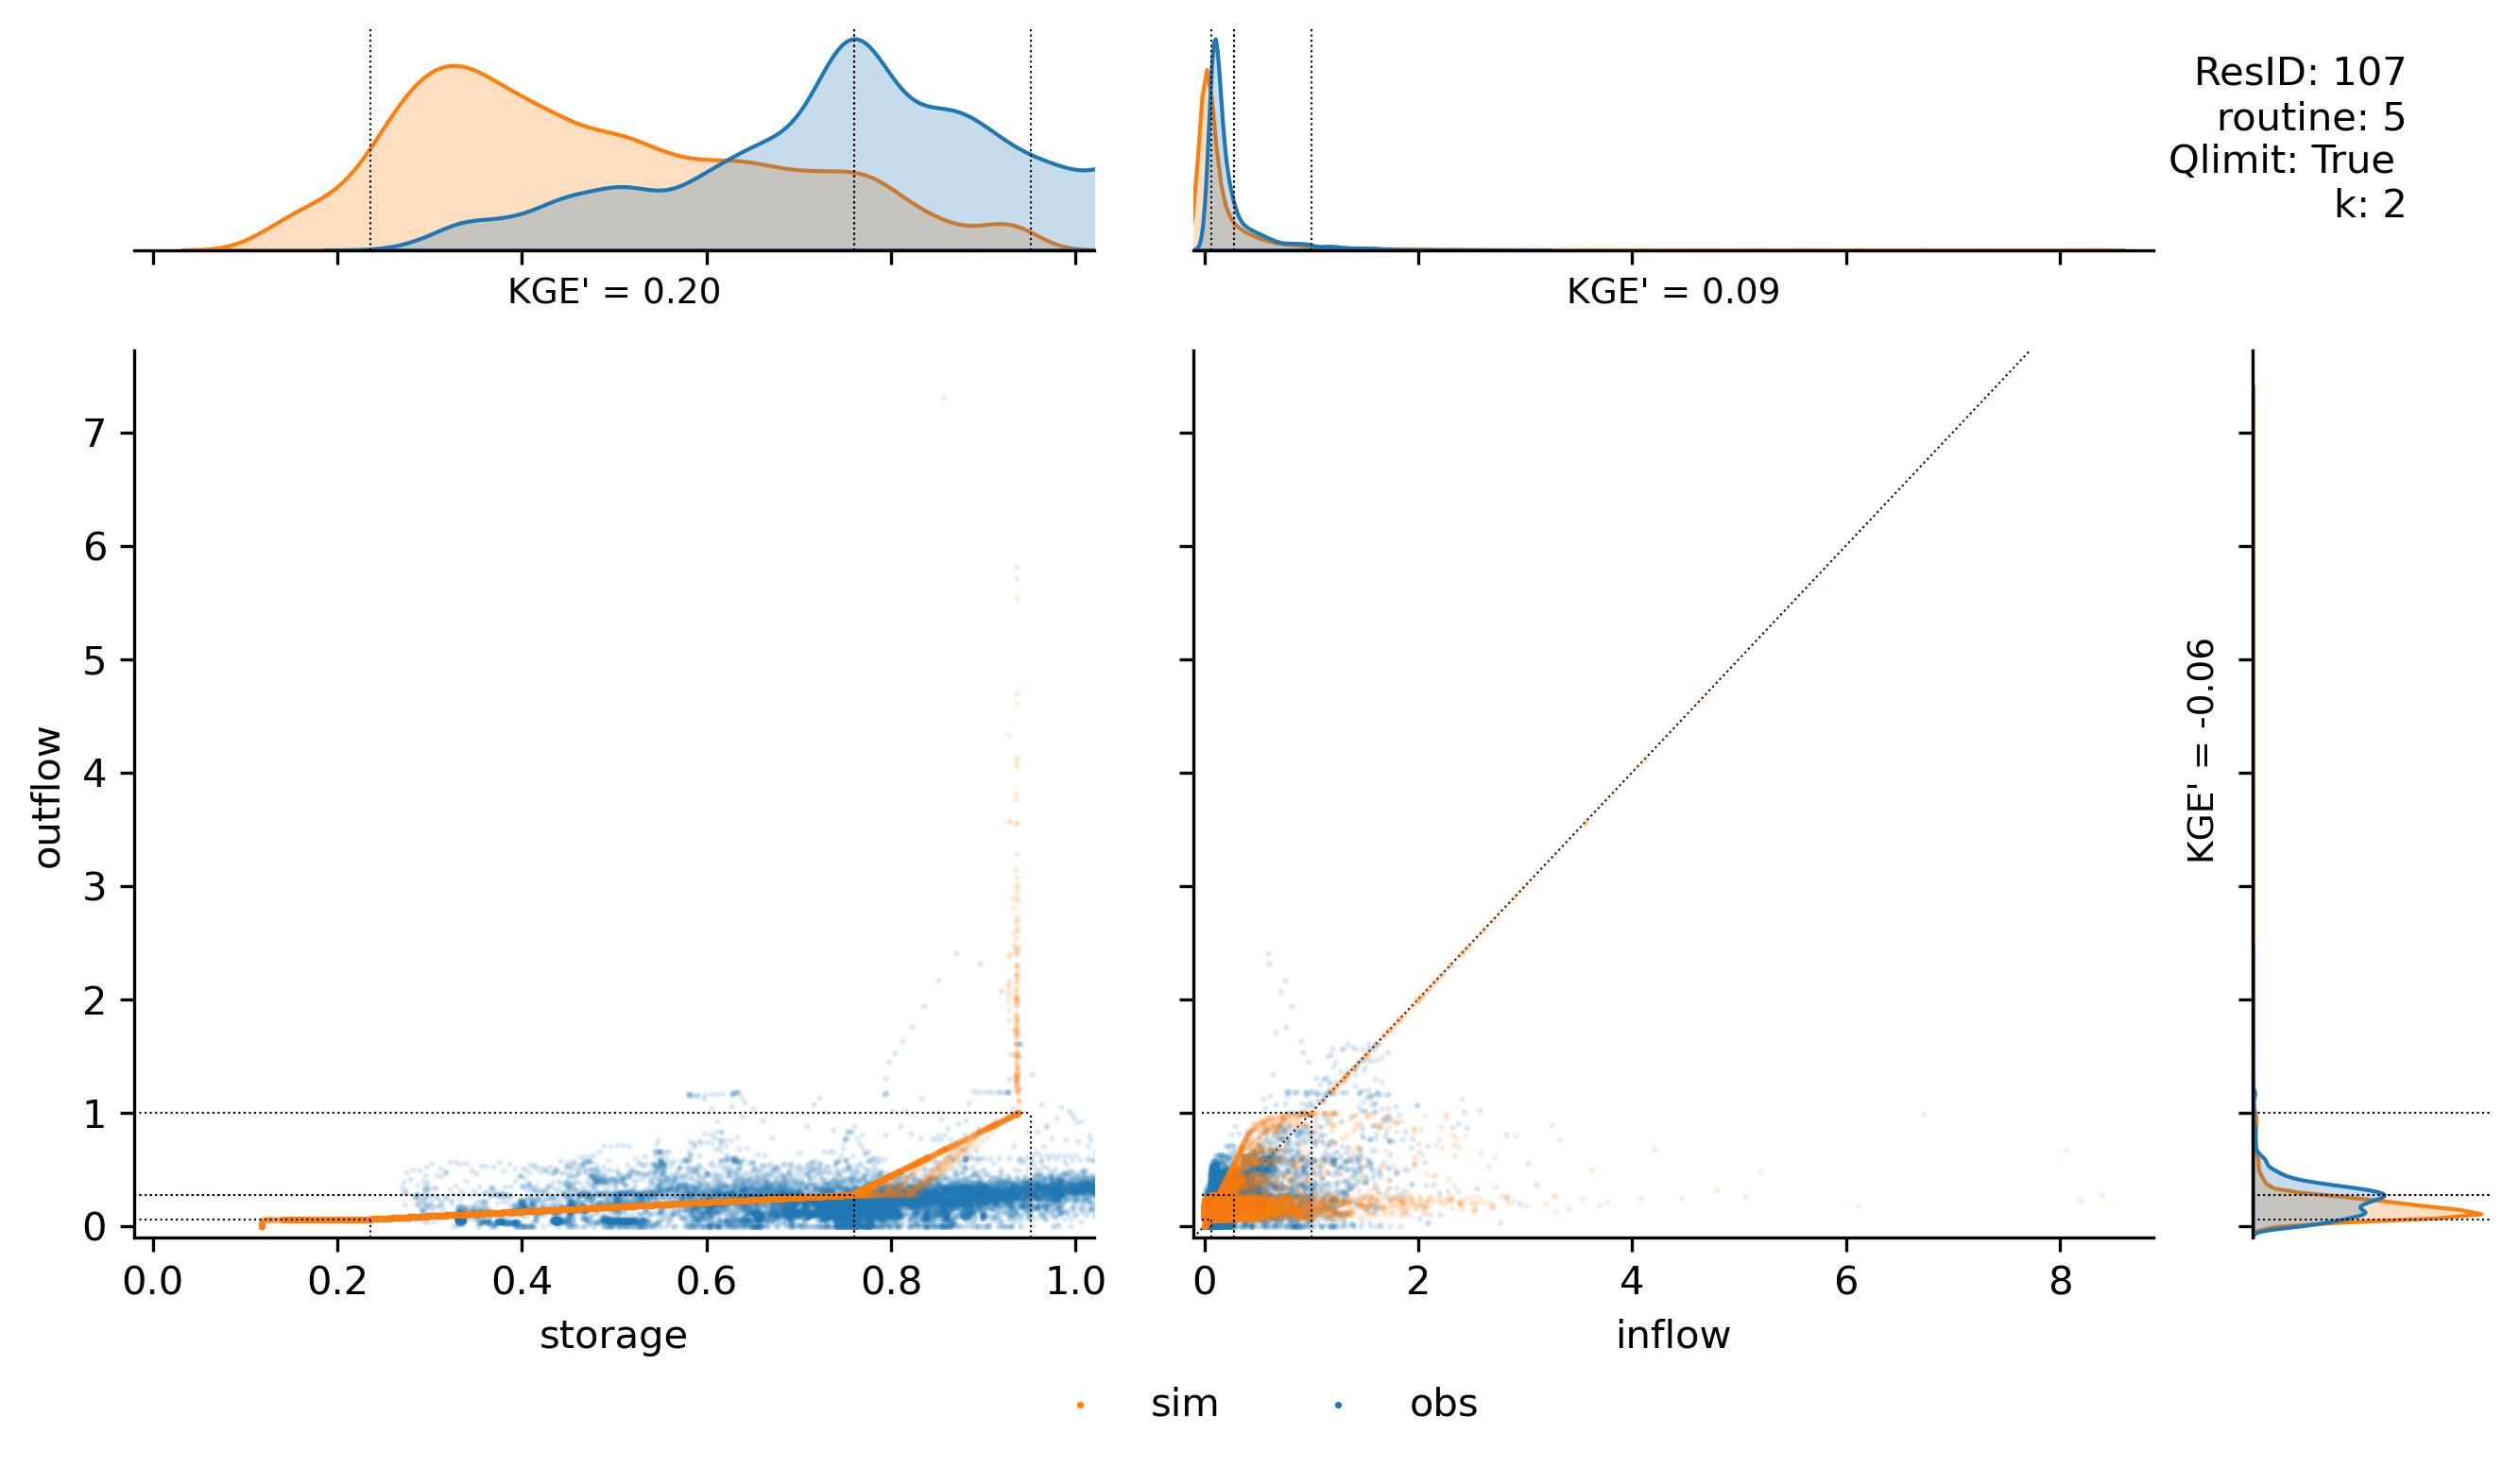 ResID: 107
routine: 5
Qlimit: True
k: 2
KGE' = 0.20
KGE' = 0.09
7
6
5
4
3
2
1
0
outflow
KGE' = -0.06
0.0 0.2 0.4 0.6 0.8 1.0
0 2 4 6 8
storage
inflow
sim obs